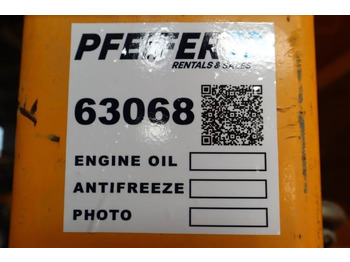 PFEIFER
RENTALS & SALES
63068
ENGINE OIL
ANTIFREEZE
PHOTO